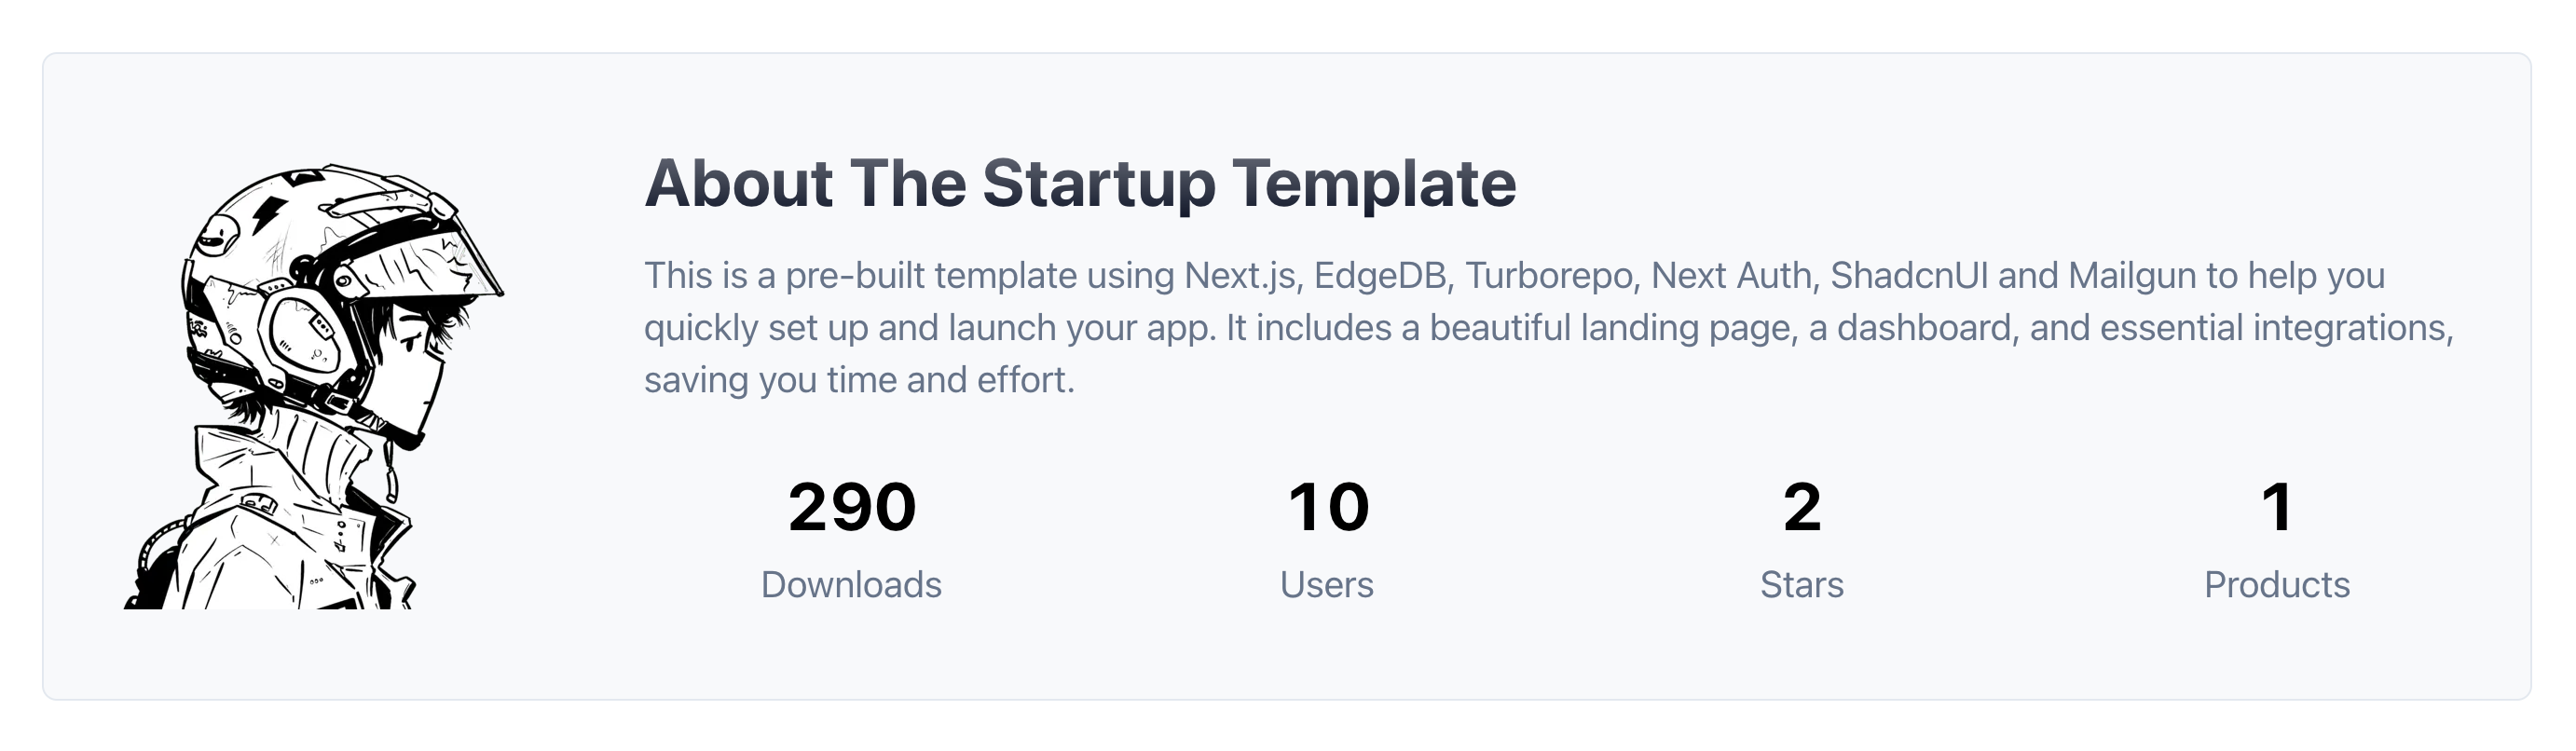 About The Startup Template
This is a pre-built template using Next.js, EdgeDB, Turborepo, Next Auth, ShadcnUI and Mailgun to help you
quickly set up and launch your app. It includes a beautiful landing page, a dashboard, and essential integrations,
saving you time and effort.
290
Downloads
10
Users
2
Stars
1
Products